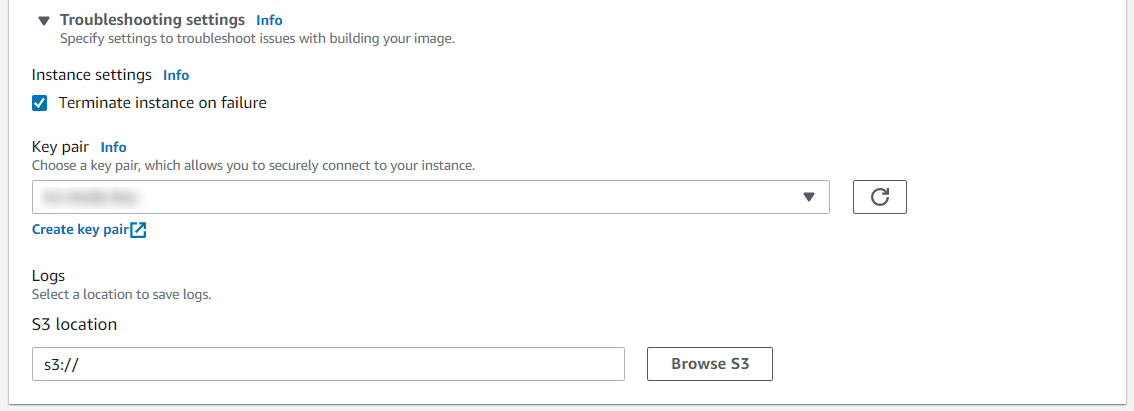 Troubleshooting settings Info
Specify settings to troubleshoot issues with building your image.
Instance settings Info
Terminate instance on failure
Key pair Info
Choose a key pair, which allows you to securely connect to your instance.
Create key pair
Logs
Select a location to save logs.
S3 location
s3:// Browse S3